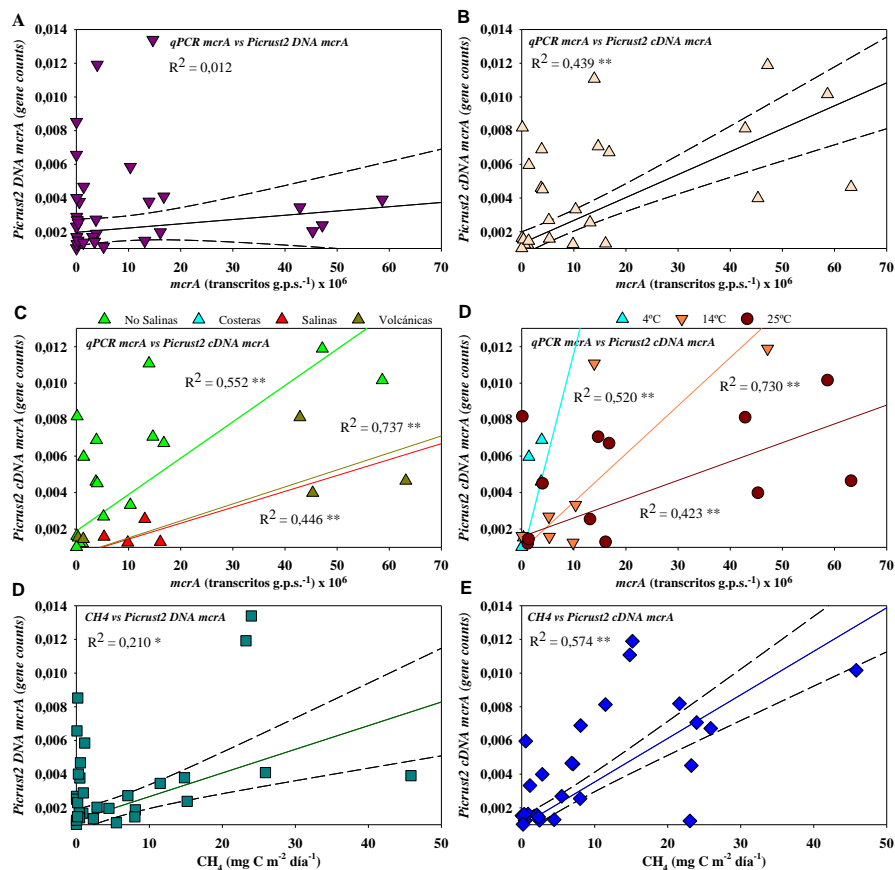 A
qPCR mcrA vs Picrust2 DNA mcrA
R² = 0,012
Picrust2 DNA mcrA (gene counts)
0,014
0,012
0,010
0,008
0,006
0,004
0,002
0 10 20 30 40 50 60 70
mcrA (transcritos g.p.s.⁻¹) x 10⁶
B
qPCR mcrA vs Picrust2 cDNA mcrA
R² = 0,439 **
Picrust2 cDNA mcrA (gene counts)
0,014
0,012
0,010
0,008
0,006
0,004
0,002
0 10 20 30 40 50 60 70
mcrA (transcritos g.p.s.⁻¹) x 10⁶
C
No Salinas Costeras Salinas Volcánicas
qPCR mcrA vs Picrust2 cDNA mcrA
R² = 0,552 **
R² = 0,737 **
R² = 0,446 **
Picrust2 cDNA mcrA (gene counts)
0,012
0,010
0,008
0,006
0,004
0,002
0 10 20 30 40 50 60 70
mcrA (transcritos g.p.s.⁻¹) x 10⁶
D
4ºC 14ºC 25ºC
qPCR mcrA vs Picrust2 cDNA mcrA
R² = 0,520 **
R² = 0,730 **
R² = 0,423 **
Picrust2 cDNA mcrA (gene counts)
0,012
0,010
0,008
0,006
0,004
0,002
0 10 20 30 40 50 60 70
mcrA (transcritos g.p.s.⁻¹) x 10⁶
D
CH4 vs Picrust2 DNA mcrA
R² = 0,210 *
Picrust2 DNA mcrA (gene counts)
0,014
0,012
0,010
0,008
0,006
0,004
0,002
0 10 20 30 40 50
CH₄ (mg C m⁻² día⁻¹)
E
CH4 vs Picrust2 cDNA mcrA
R² = 0,574 **
Picrust2 cDNA mcrA (gene counts)
0,014
0,012
0,010
0,008
0,006
0,004
0,002
0 10 20 30 40 50
CH₄ (mg C m⁻² día⁻¹)